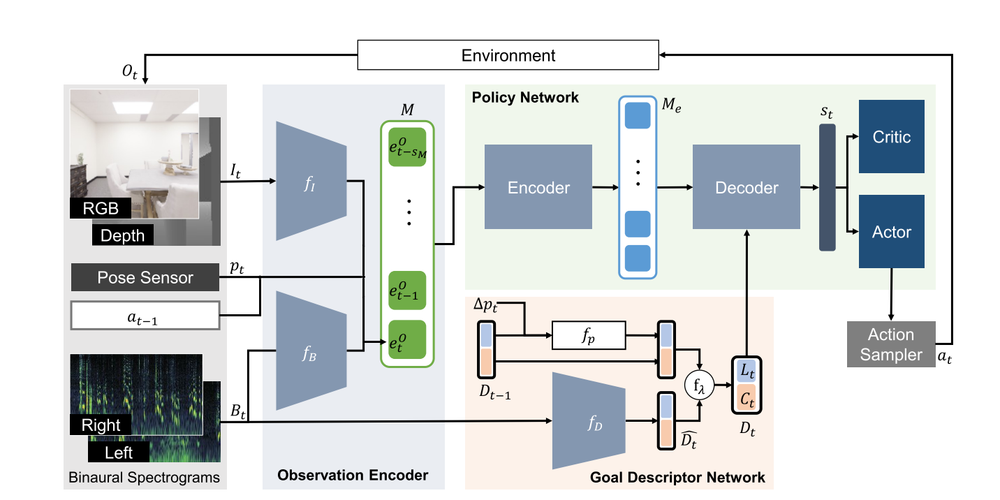 Environment
O_t
RGB
Depth
I_t
Pose Sensor
p_t
a_{t-1}
Right
Left
B_t
Binaural Spectrograms
f_I
f_B
M
e^O_{t-s_M}
⋮
e^O_{t-1}
e^O_t
Observation Encoder
Policy Network
Encoder
M_e
⋮
Decoder
s_t
Critic
Actor
Action
Sampler
a_t
Δp_t
f_p
D_{t-1}
f_D
\widehat{D_t}
f_λ
L_t
C_t
D_t
Goal Descriptor Network